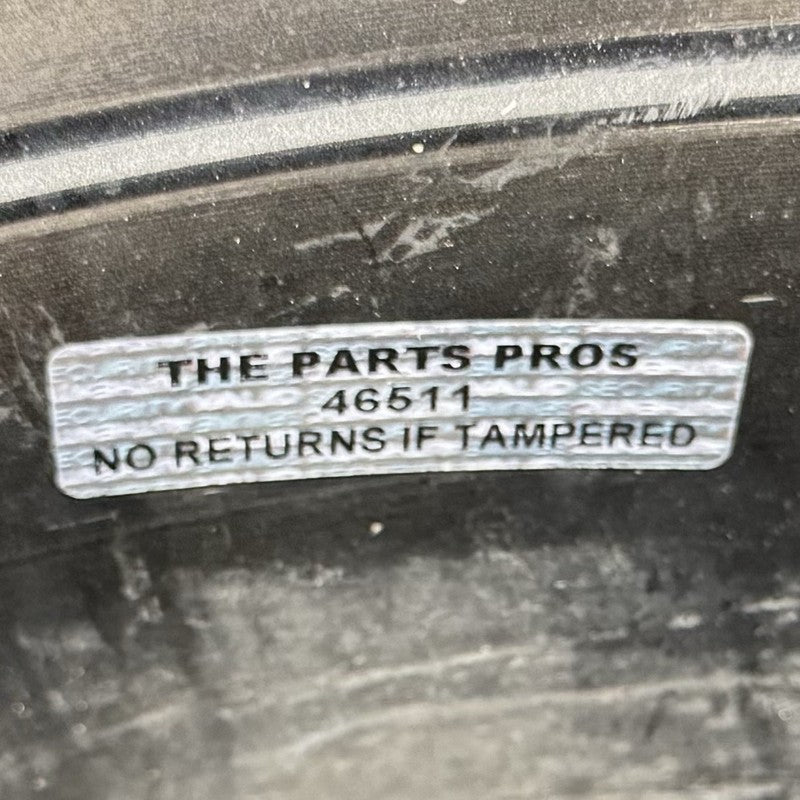 THE PARTS PROS
46511
NO RETURNS IF TAMPERED